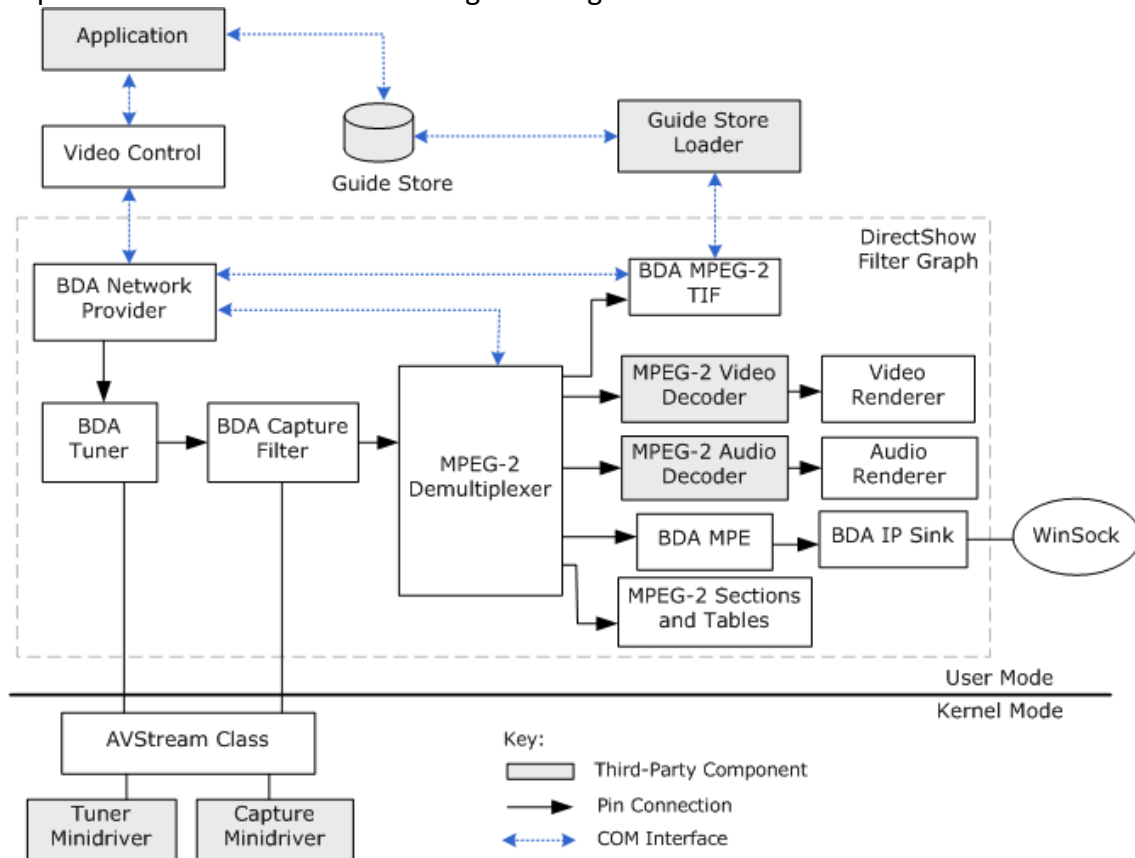 Application
Guide Store
Loader
Video Control
Guide Store
DirectShow
Filter Graph
BDA Network
Provider
BDA MPEG-2
TIF
MPEG-2 Video
Decoder
Video
Renderer
BDA
Tuner
BDA Capture
Filter
MPEG-2
Demultiplexer
MPEG-2 Audio
Decoder
Audio
Renderer
BDA MPE
BDA IP Sink
WinSock
MPEG-2 Sections
and Tables
User Mode
Kernel Mode
AVStream Class
Key:
Third-Party Component
Pin Connection
COM Interface
Tuner
Minidriver
Capture
Minidriver